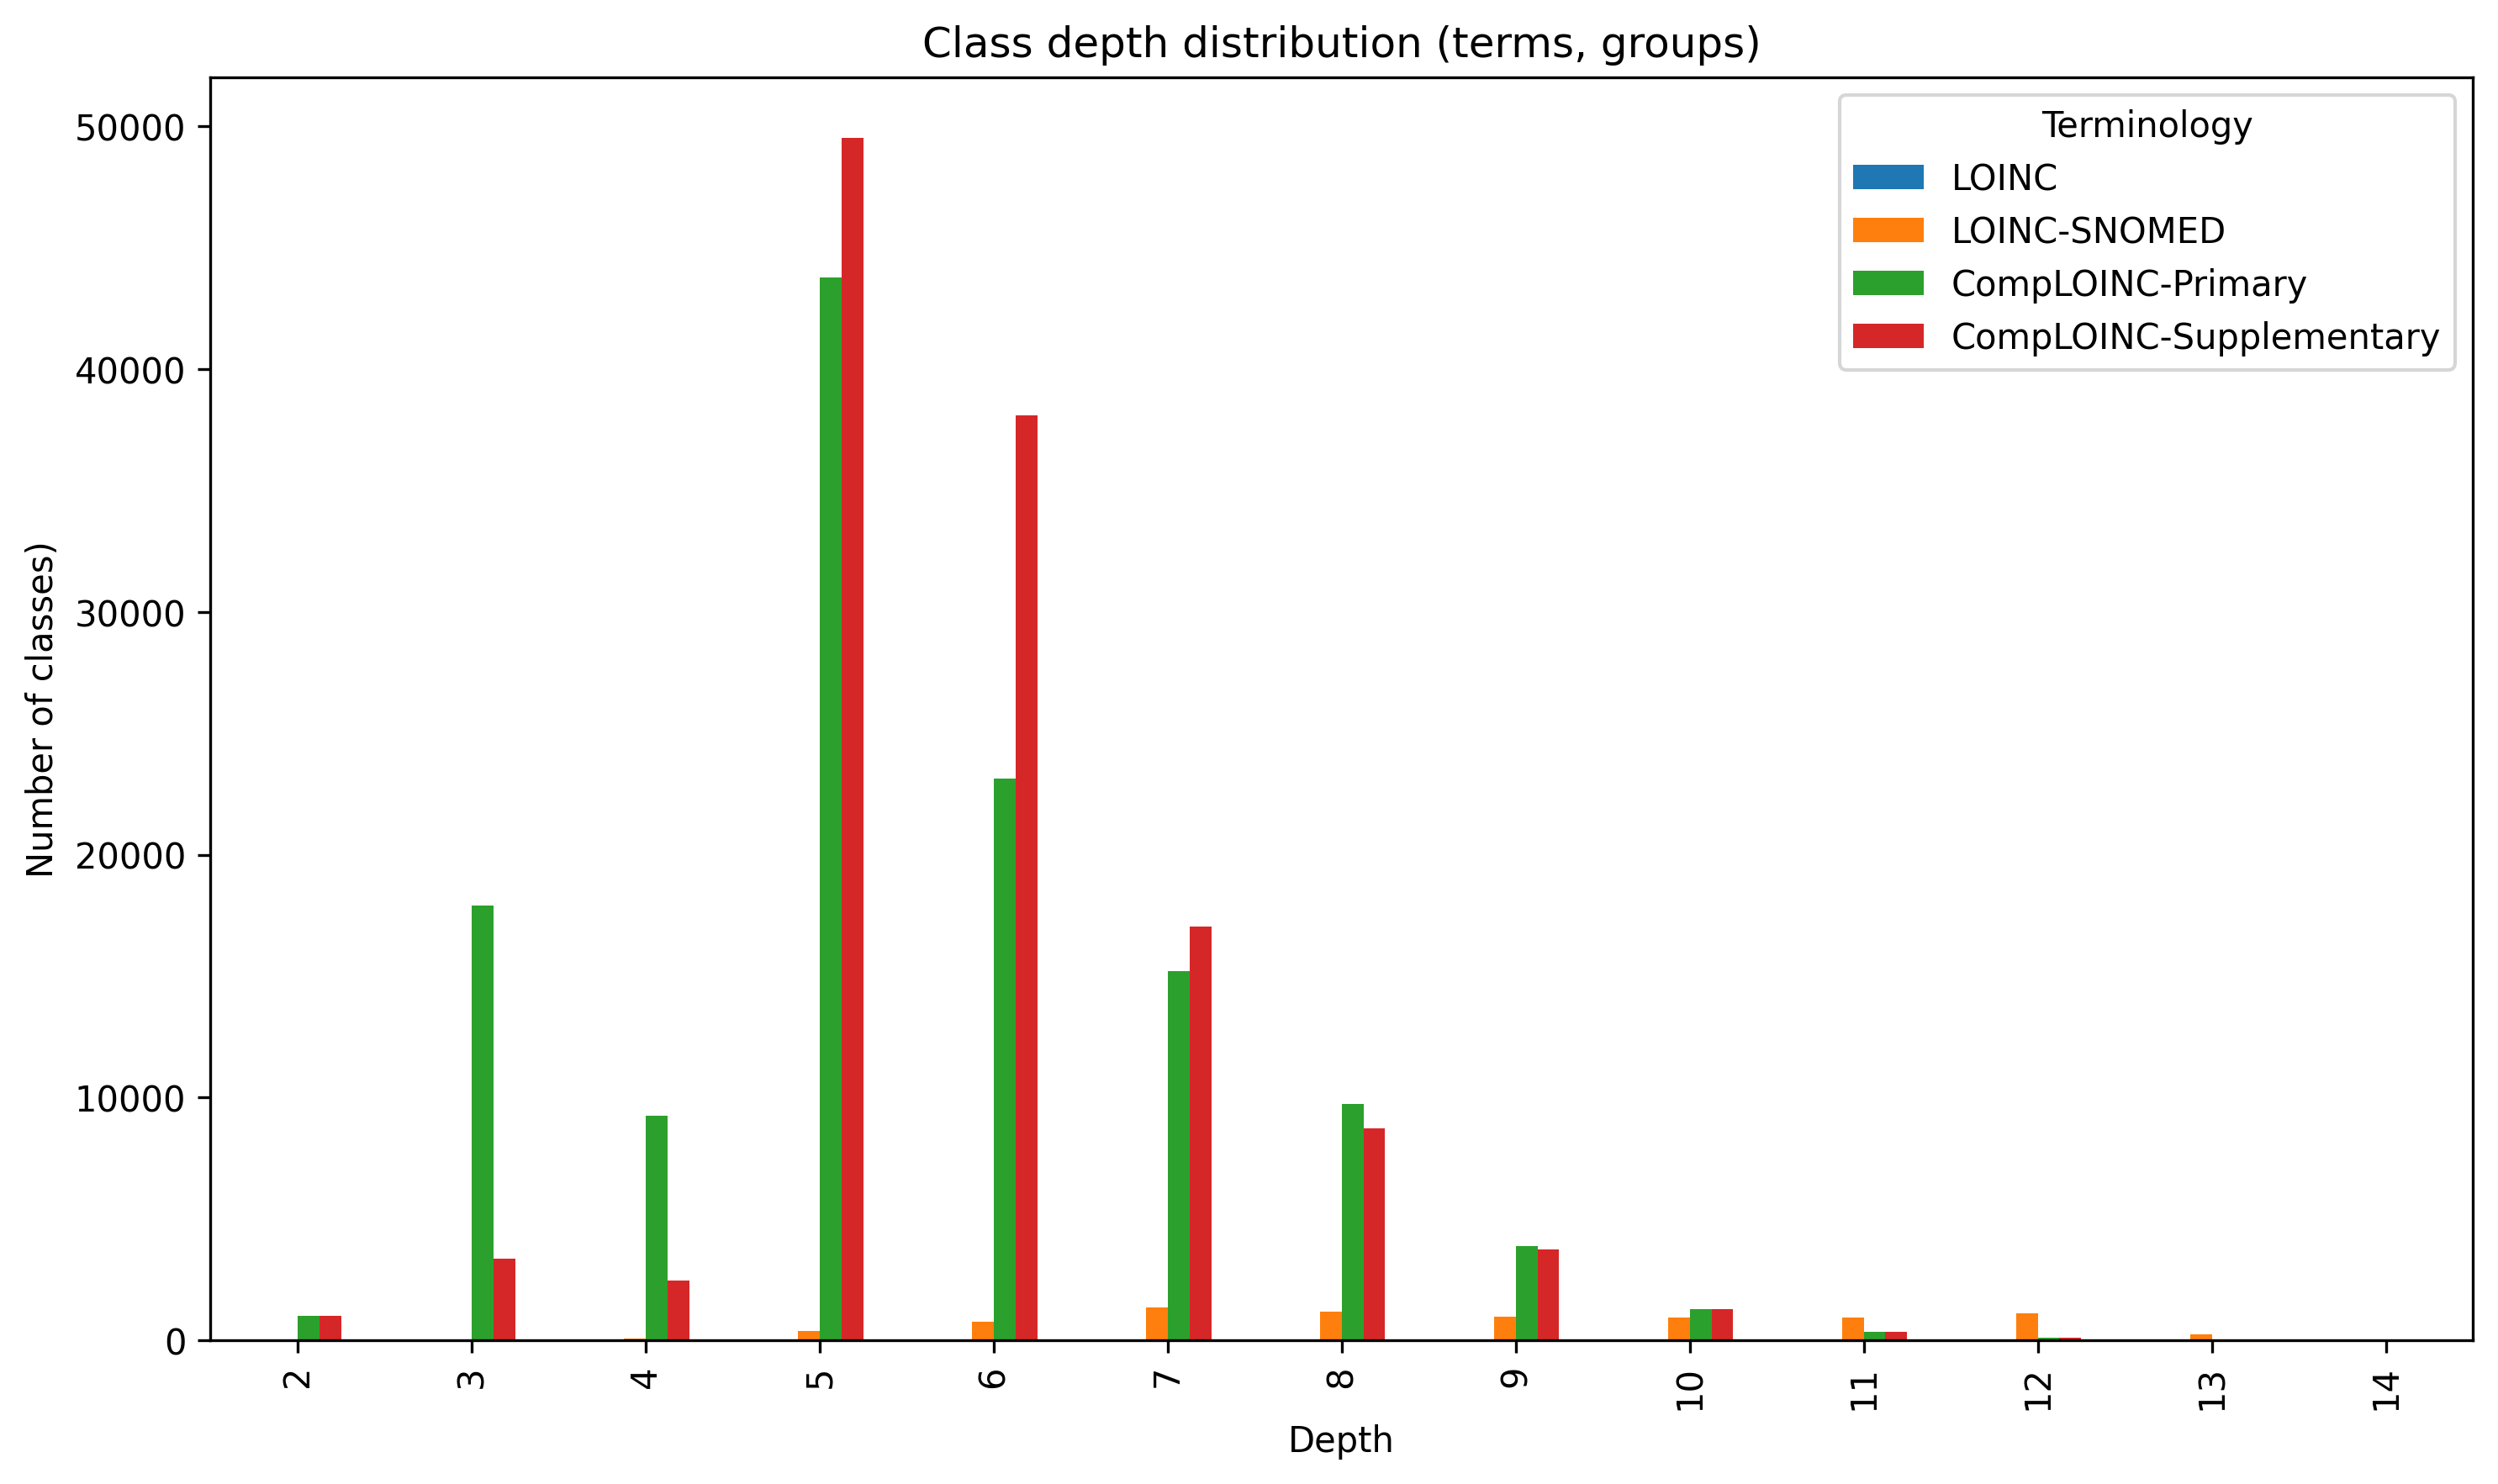 Class depth distribution (terms, groups)
Terminology
LOINC
LOINC-SNOMED
CompLOINC-Primary
CompLOINC-Supplementary
50000
40000
30000
20000
10000
0
Number of classes)
2 3 4 5 6 7 8 9 10 11 12 13 14
Depth